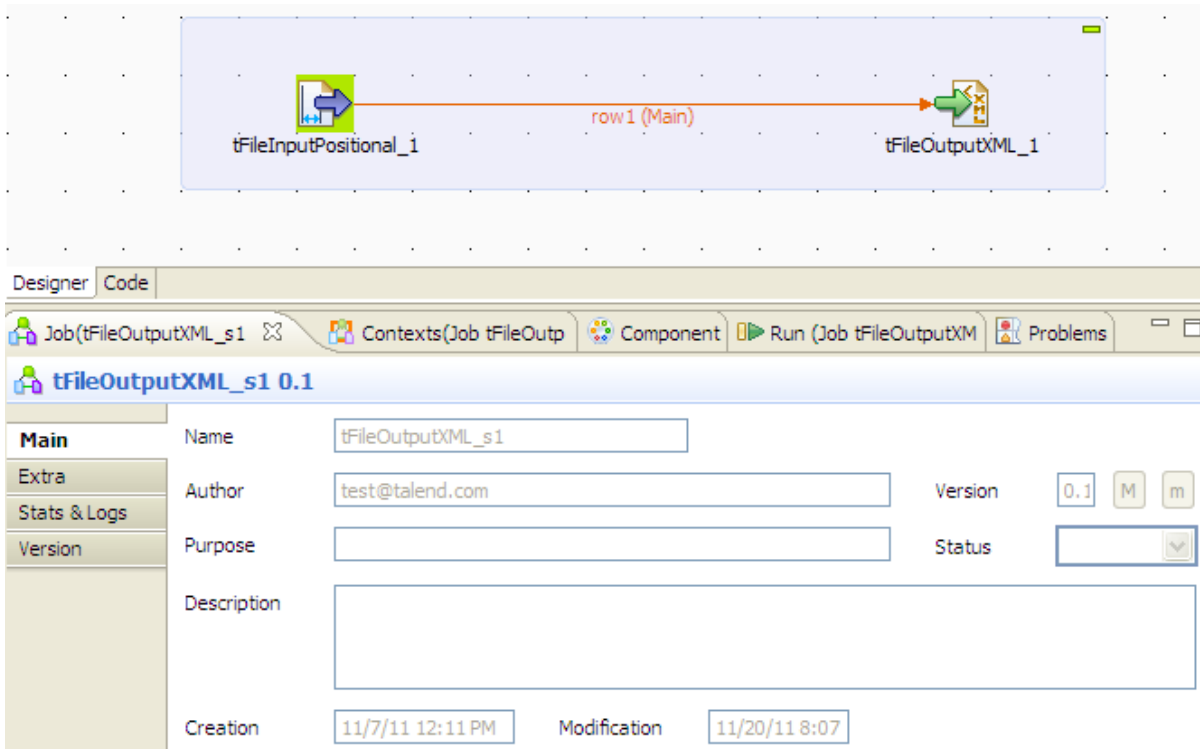 row1 (Main)
tFileInputPositional_1 tFileOutputXML_1
Designer Code
Job(tFileOutputXML_s1 Contexts(Job tFileOutp Component Run (Job tFileOutputXM Problems
tFileOutputXML_s1 0.1
Main Name tFileOutputXML_s1
Extra
Author test@talend.com Version 0.1 M m
Stats & Logs
Version Purpose Status
Description
Creation 11/7/11 12:11 PM Modification 11/20/11 8:07